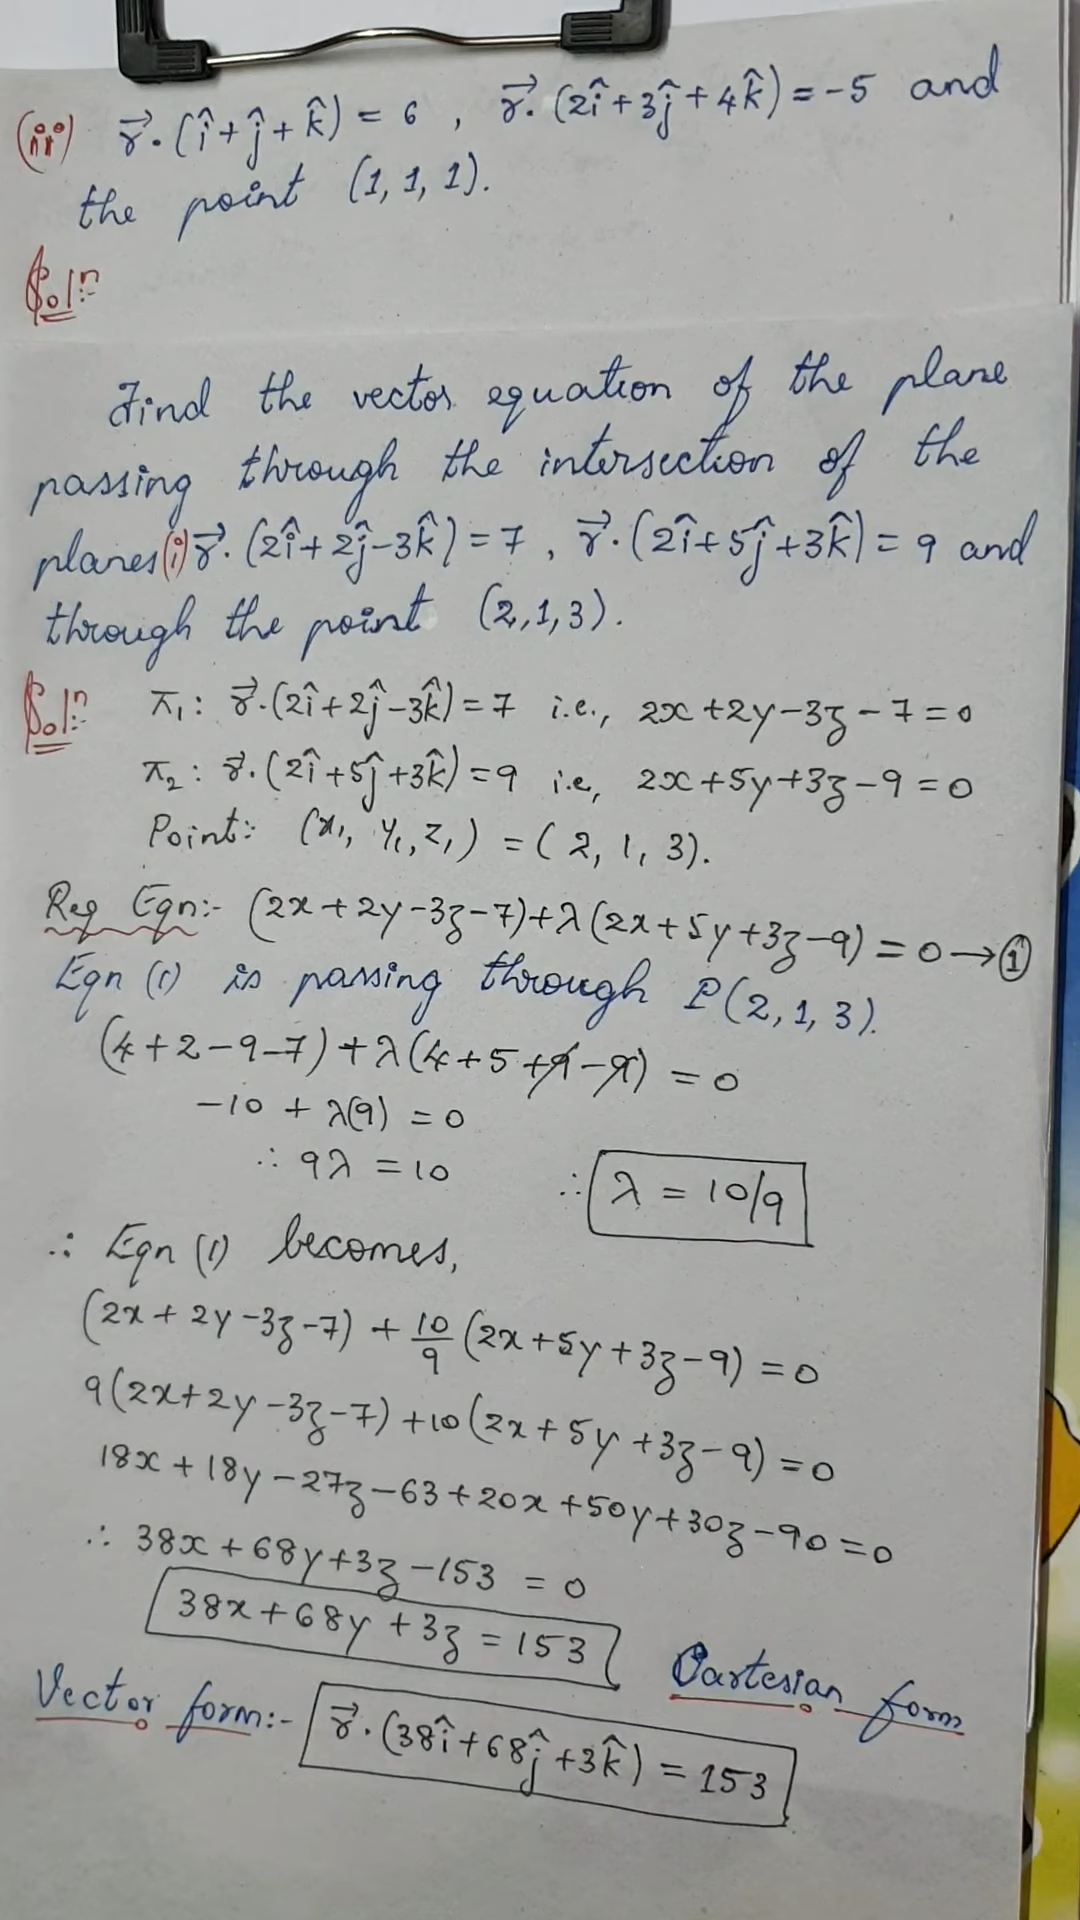 (ii) r⃗.(î+ĵ+k̂) = 6 , r⃗.(2î+3ĵ+4k̂) = -5 and
the point (1, 1, 1).
Solⁿ:-
Find the vector equation of the plane
passing through the intersection of the
planes (i) r⃗.(2î+2ĵ-3k̂) = 7 , r⃗.(2î+5ĵ+3k̂) = 9 and
through the point (2,1,3).
Solⁿ:- π₁ : r⃗.(2î+2ĵ-3k̂) = 7 i.e., 2x+2y-3z-7=0
π₂ : r⃗.(2î+5ĵ+3k̂) = 9 i.e, 2x+5y+3z-9=0
Point:- (x₁, y₁, z₁) = (2, 1, 3).
Req Eqn:- (2x+2y-3z-7)+λ(2x+5y+3z-9) = 0 → ①
Eqn (1) is passing through P(2,1,3).
(4+2-9-7)+λ(4+5+9-9) = 0
-10 + λ(9) = 0
∴ 9λ = 10 ∴ λ = 10/9
∴ Eqn (1) becomes,
(2x+2y-3z-7) + 10/9 (2x+5y+3z-9) = 0
9(2x+2y-3z-7)+10(2x+5y+3z-9)=0
18x+18y-27z-63+20x+50y+30z-90=0
∴ 38x+68y+3z-153 = 0
38x+68y+3z = 153 Cartesian form
Vector form:- r⃗.(38î+68ĵ+3k̂) = 153